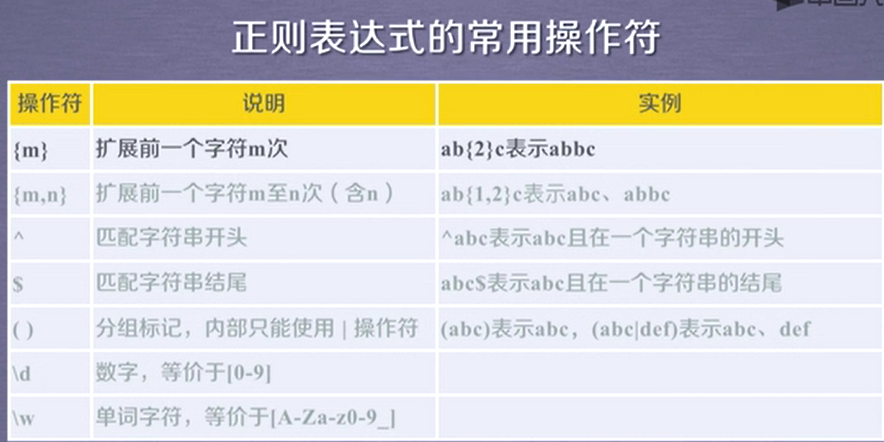 正则表达式的常用操作符
操作符 说明 实例
{m} 扩展前一个字符m次 ab{2}c表示abbc
{m,n} 扩展前一个字符m至n次（含n） ab{1,2}c表示abc、abbc
^ 匹配字符串开头 ^abc表示abc且在一个字符串的开头
$ 匹配字符串结尾 abc$表示abc且在一个字符串的结尾
( ) 分组标记，内部只能使用 | 操作符 (abc)表示abc，(abc|def)表示abc、def
\d 数字，等价于[0-9]
\w 单词字符，等价于[A-Za-z0-9_]